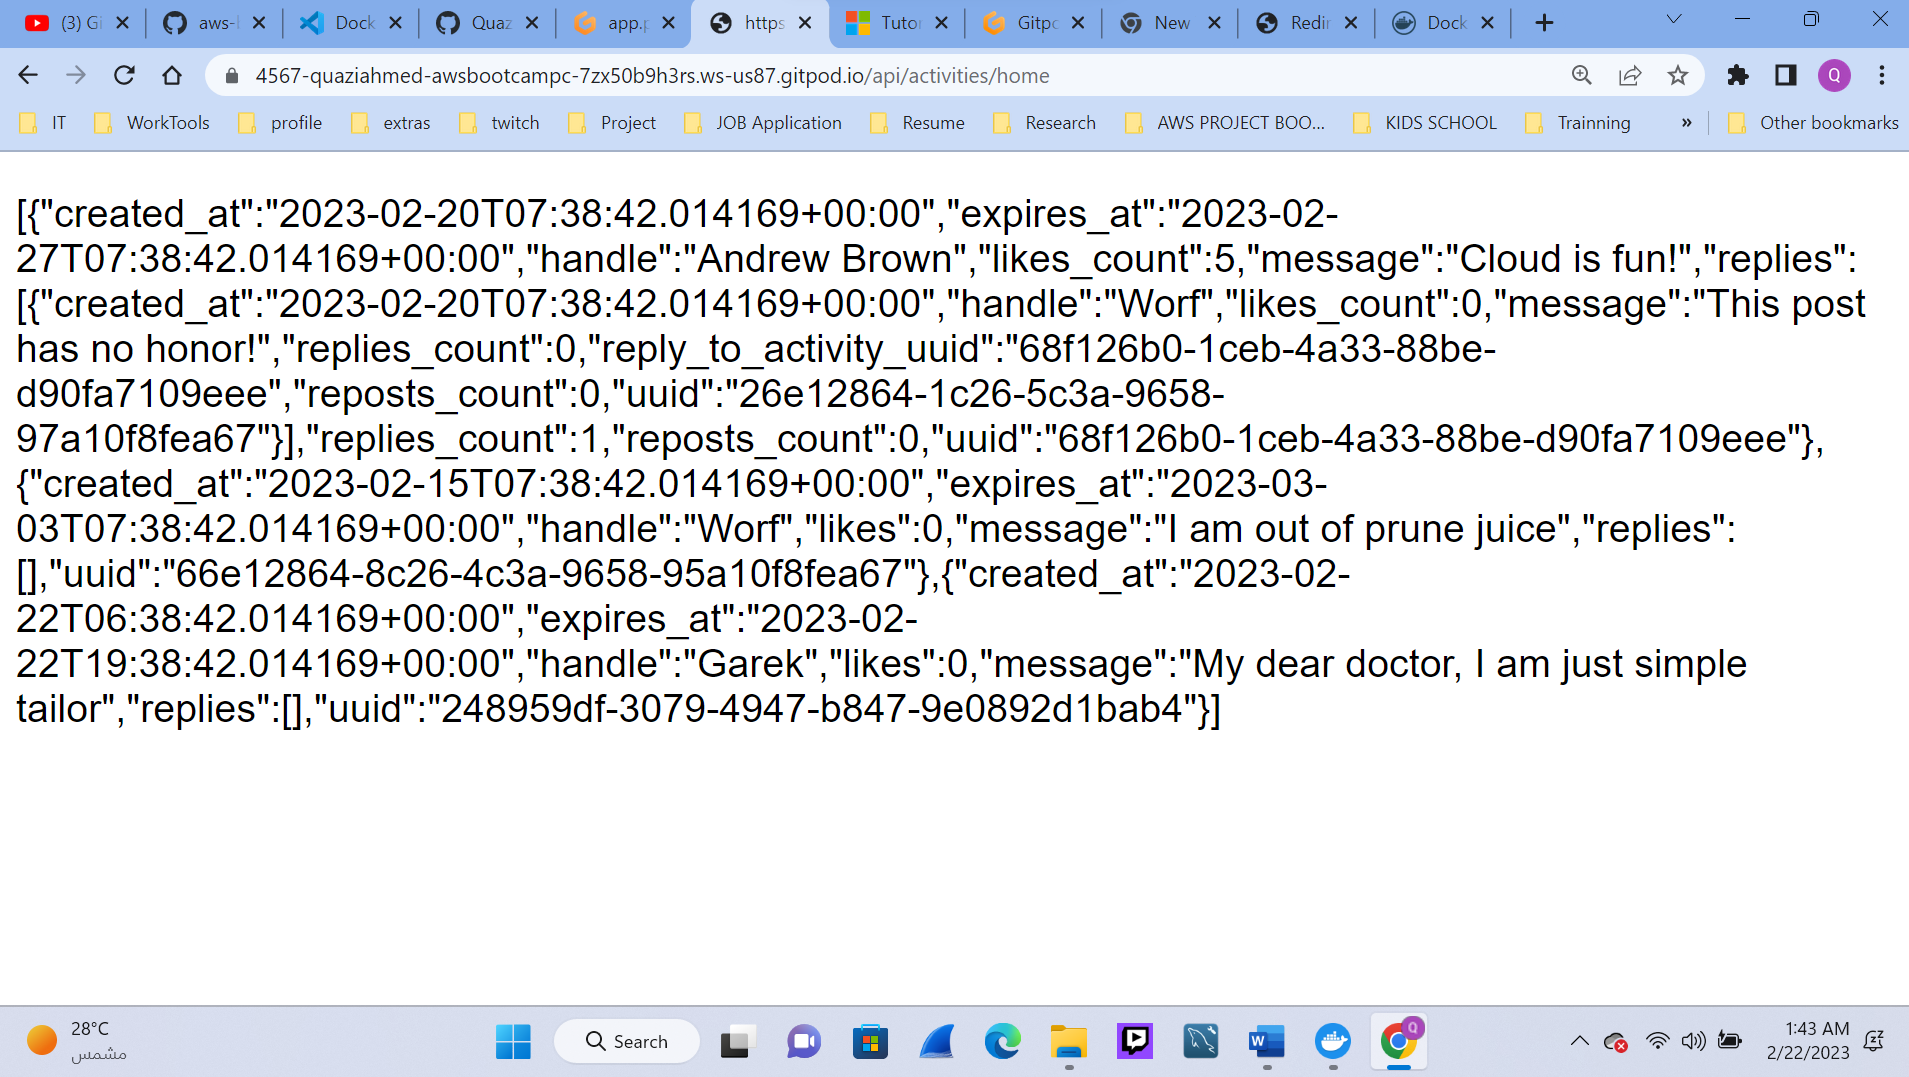 (3) Gi
aws-b
Dock
Quaz
app.p
https
Tutor
Gitpo
New
Redir
Dock
4567-quaziahmed-awsbootcampc-7zx50b9h3rs.ws-us87.gitpod.io/api/activities/home
Q
IT
WorkTools
profile
extras
twitch
Project
JOB Application
Resume
Research
AWS PROJECT BOO...
KIDS SCHOOL
Trainning
»
Other bookmarks
[{"created_at":"2023-02-20T07:38:42.014169+00:00","expires_at":"2023-02-
27T07:38:42.014169+00:00","handle":"Andrew Brown","likes_count":5,"message":"Cloud is fun!","replies":
[{"created_at":"2023-02-20T07:38:42.014169+00:00","handle":"Worf","likes_count":0,"message":"This post
has no honor!","replies_count":0,"reply_to_activity_uuid":"68f126b0-1ceb-4a33-88be-
d90fa7109eee","reposts_count":0,"uuid":"26e12864-1c26-5c3a-9658-
97a10f8fea67"}],"replies_count":1,"reposts_count":0,"uuid":"68f126b0-1ceb-4a33-88be-d90fa7109eee"},
{"created_at":"2023-02-15T07:38:42.014169+00:00","expires_at":"2023-03-
03T07:38:42.014169+00:00","handle":"Worf","likes":0,"message":"I am out of prune juice","replies":
[],"uuid":"66e12864-8c26-4c3a-9658-95a10f8fea67"},{"created_at":"2023-02-
22T06:38:42.014169+00:00","expires_at":"2023-02-
22T19:38:42.014169+00:00","handle":"Garek","likes":0,"message":"My dear doctor, I am just simple
tailor","replies":[],"uuid":"248959df-3079-4947-b847-9e0892d1bab4"}]
28°C
مشمس
Search
W
Q
1:43 AM
2/22/2023